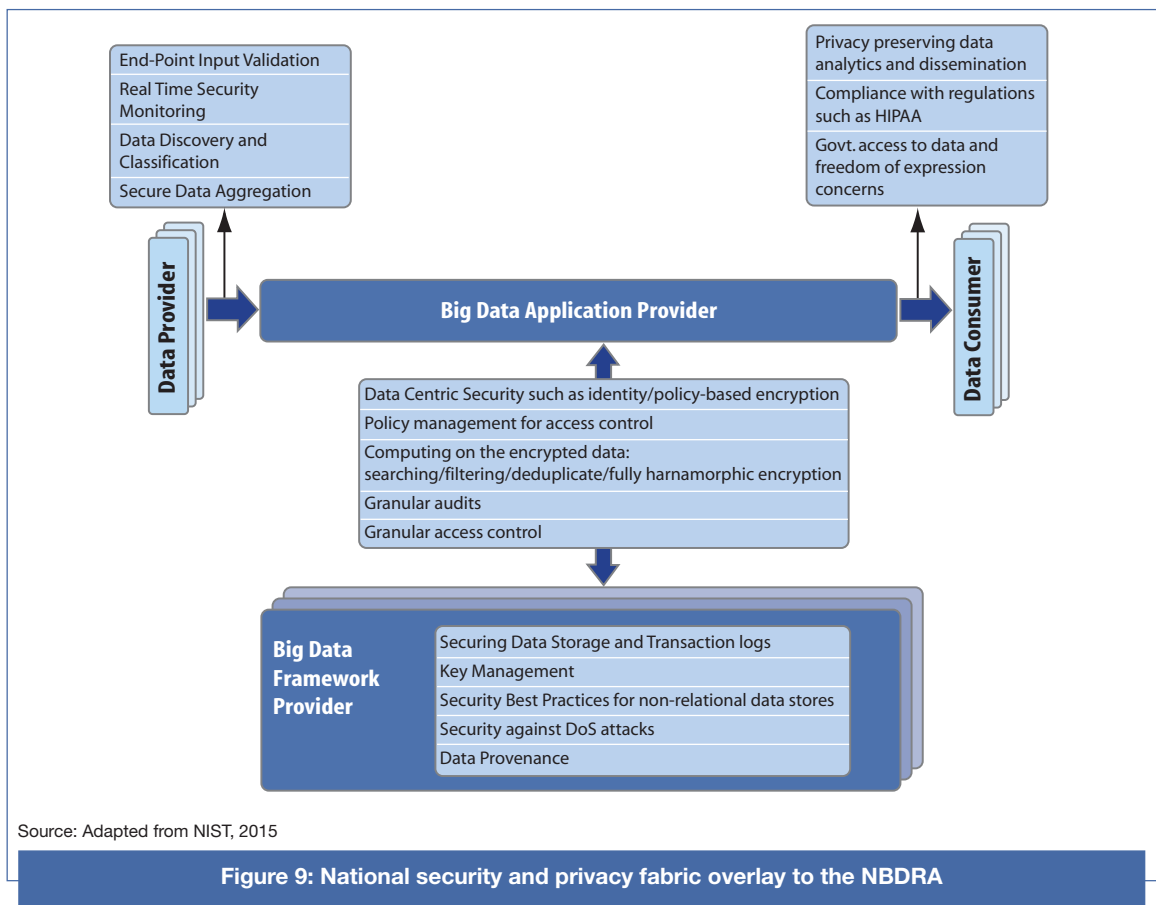 End-Point Input Validation
Real Time Security
Monitoring
Data Discovery and
Classification
Secure Data Aggregation
Privacy preserving data
analytics and dissemination
Compliance with regulations
such as HIPAA
Govt. access to data and
freedom of expression
concerns
Data Provider
Big Data Application Provider
Data Consumer
Data Centric Security such as identity/policy-based encryption
Policy management for access control
Computing on the encrypted data:
searching/filtering/deduplicate/fully harnamorphic encryption
Granular audits
Granular access control
Big Data
Framework
Provider
Securing Data Storage and Transaction logs
Key Management
Security Best Practices for non-relational data stores
Security against DoS attacks
Data Provenance
Source: Adapted from NIST, 2015
Figure 9: National security and privacy fabric overlay to the NBDRA